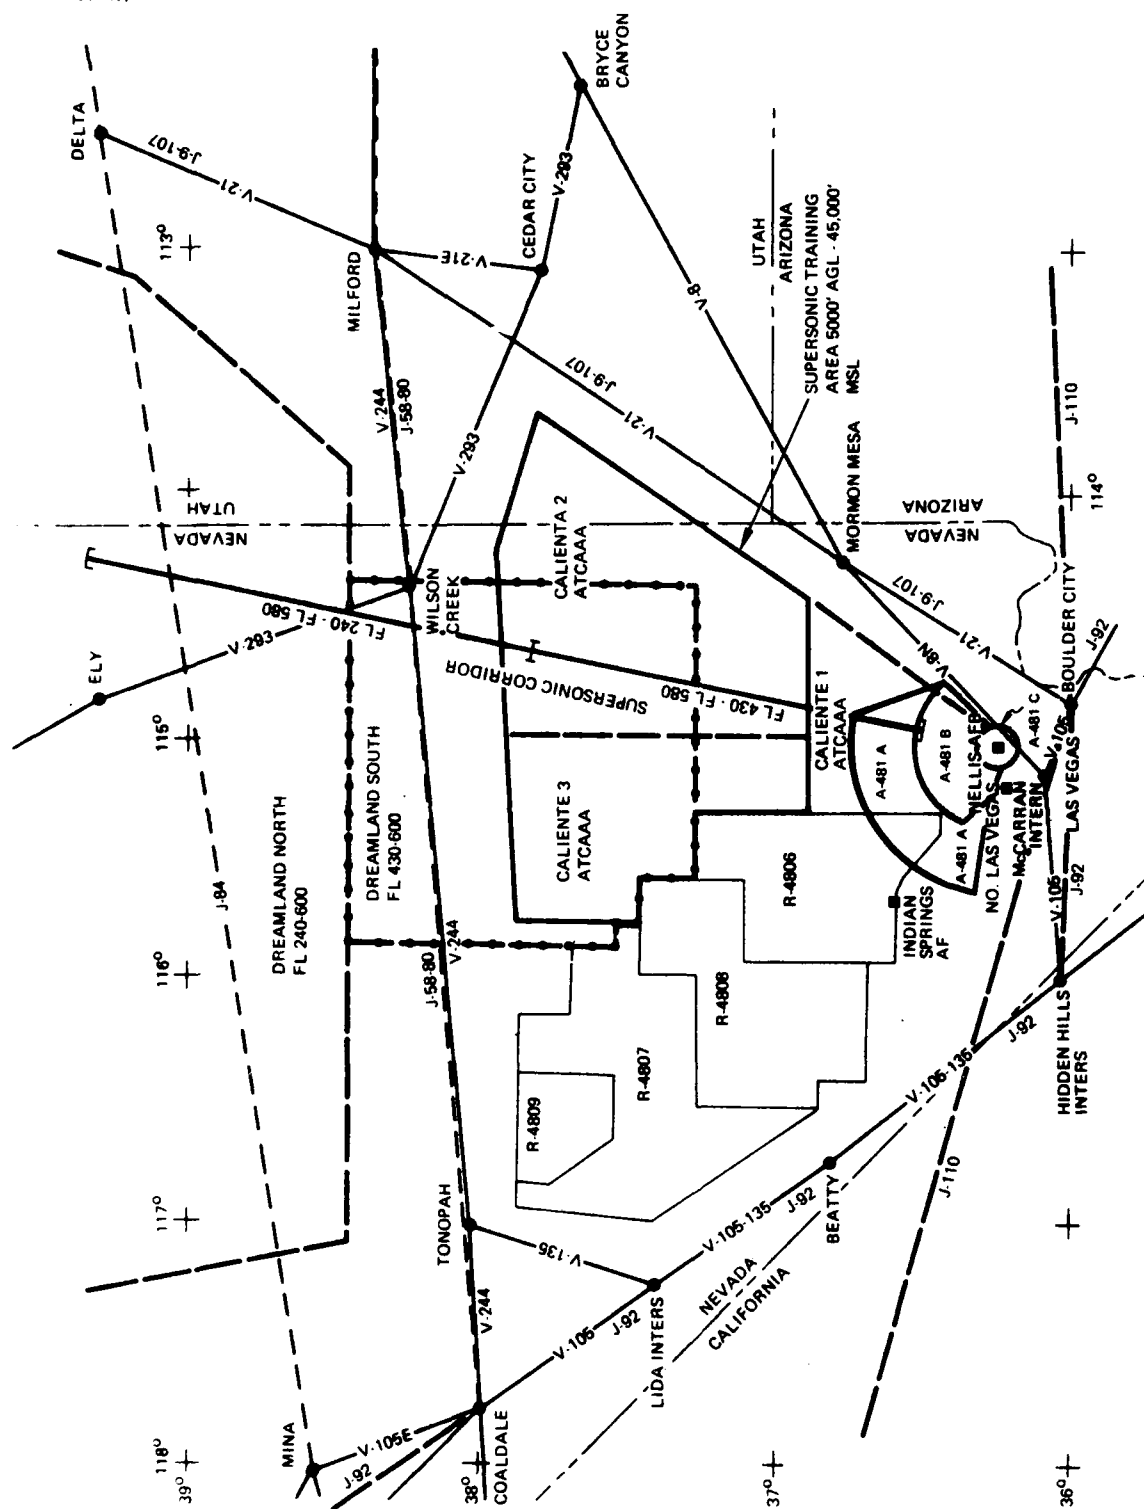 DELTA
J-9-107
V-21
BRYCE
CANYON
113°
MILFORD
V-21E
CEDAR CITY
V-293
UTAH
ARIZONA
SUPERSONIC TRAINING
AREA 5000' AGL - 45,000'
MSL
V-8
V-244
J-58-80
V-293
J-9-107
V-21
J-110
UTAH
NEVADA
114°
ARIZONA
NEVADA
MORMON MESA
CALIENTA 2
ATCAAA
WILSON
CREEK
FL 240 - FL 580
V-293
ELY
SUPERSONIC CORRIDOR
FL 430 - FL 580
J-9-107
V-21
V-8N
BOULDER CITY
J-92
115°
CALIENTE 1
ATCAAA
A-481 A
A-481 B
A-481 C
NELLIS AFB
V-105
LAS VEGAS
DREAMLAND NORTH
FL 240-600
DREAMLAND SOUTH
FL 430-600
CALIENTE 3
ATCAAA
R-4806
A-481 A
NO. LAS VEGAS
McCARRAN
INTERN
V-105
J-92
J-84
116°
J-58-80
V-244
INDIAN
SPRINGS
AF
R-4808
R-4807
R-4809
HIDDEN HILLS
INTERS
J-92
V-105-135
J-110
117°
TONOPAH
V-135
V-105-135
J-92
BEATTY
NEVADA
CALIFORNIA
V-244
V-105
J-92
LIDA INTERS
MINA
118°
V-105E
J-92
COALDALE
39°
38°
37°
36°